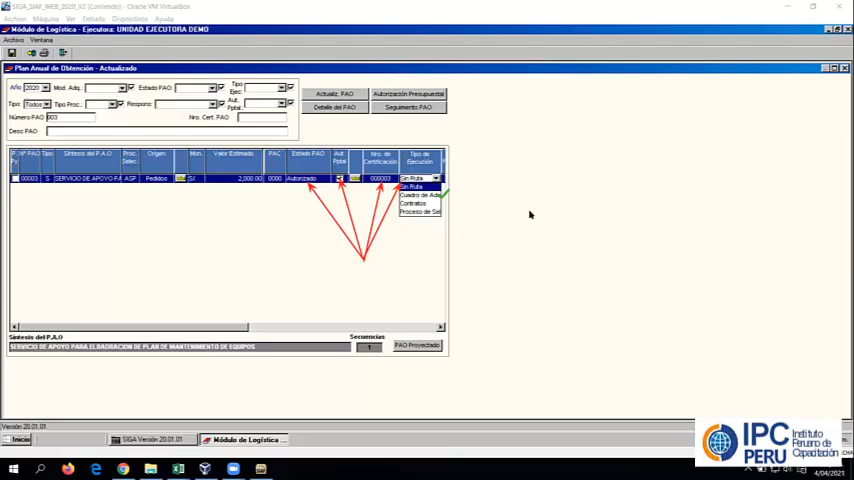 SIGA_SIAF_WEB_2020_V2 [Corriendo] - Oracle VM VirtualBox
Archivo Máquina Ver Entrada Dispositivos Ayuda
Módulo de Logística - Ejecutora: UNIDAD EJECUTORA DEMO
Archivo Ventana
Plan Anual de Obtención - Actualizado
Año 2020 Mod. Adq.: Estado PAO: Tipo Ejec:
Tipo: Todos Tipo Proc.: Respons: Aut. Pptal:
Número PAO 003 Nro. Cert. PAO:
Desc PAO
Actualiz. PAO Autorización Presupuestal
Detalle del PAO Seguimiento PAO
Nº PAO Tipo Síntesis del P.A.O Proc. Selec. Origen Mon. Valor Estimado PAC Estado PAO Aut. Pptal Nro. de Certificación Tipo de Ejecución
00003 S SERVICIO DE APOYO PA ASP Pedidos S/. 2,000.00 0000 Autorizado 000003 Sin Ruta
Sin Ruta
Cuadro de Adq
Contratos
Proceso de Sel
Síntesis del P.A.O Secuencias
SERVICIO DE APOYO PARA ELBAORACION DE PLAN DE MANTENIMIENTO DE EQUIPOS 1 PAO Proyectado
Versión 20.01.01
Inicio SIGA Versión 20.01.01 Módulo de Logística ...
IPC PERU Instituto Peruano de Capacitación
4/04/2021